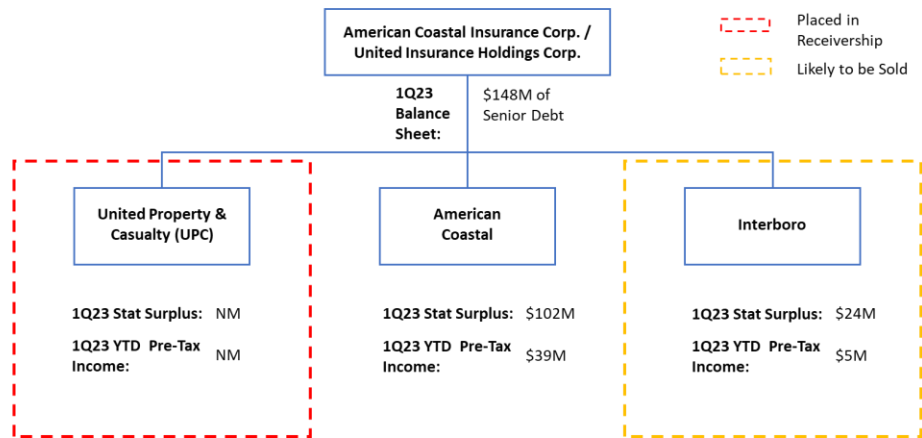 American Coastal Insurance Corp. /
United Insurance Holdings Corp.
Placed in
Receivership
Likely to be Sold
1Q23
Balance
Sheet:
$148M of
Senior Debt
United Property &
Casualty (UPC)
American
Coastal
Interboro
1Q23 Stat Surplus: NM
1Q23 YTD Pre-Tax
Income:
NM
1Q23 Stat Surplus: $102M
1Q23 YTD Pre-Tax
Income:
$39M
1Q23 Stat Surplus: $24M
1Q23 YTD Pre-Tax
Income:
$5M